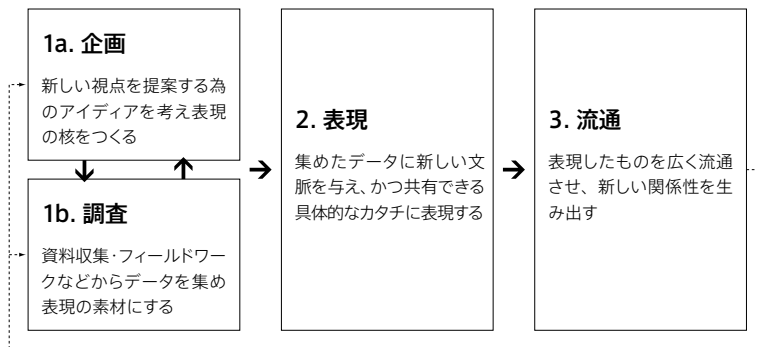 1a. 企画
新しい視点を提案する為
のアイディアを考え表現
の核をつくる
1b. 調査
資料収集・フィールドワー
クなどからデータを集め
表現の素材にする
2. 表現
集めたデータに新しい文
脈を与え、かつ共有できる
具体的なカタチに表現する
3. 流通
表現したものを広く流通
させ、新しい関係性を生
み出す